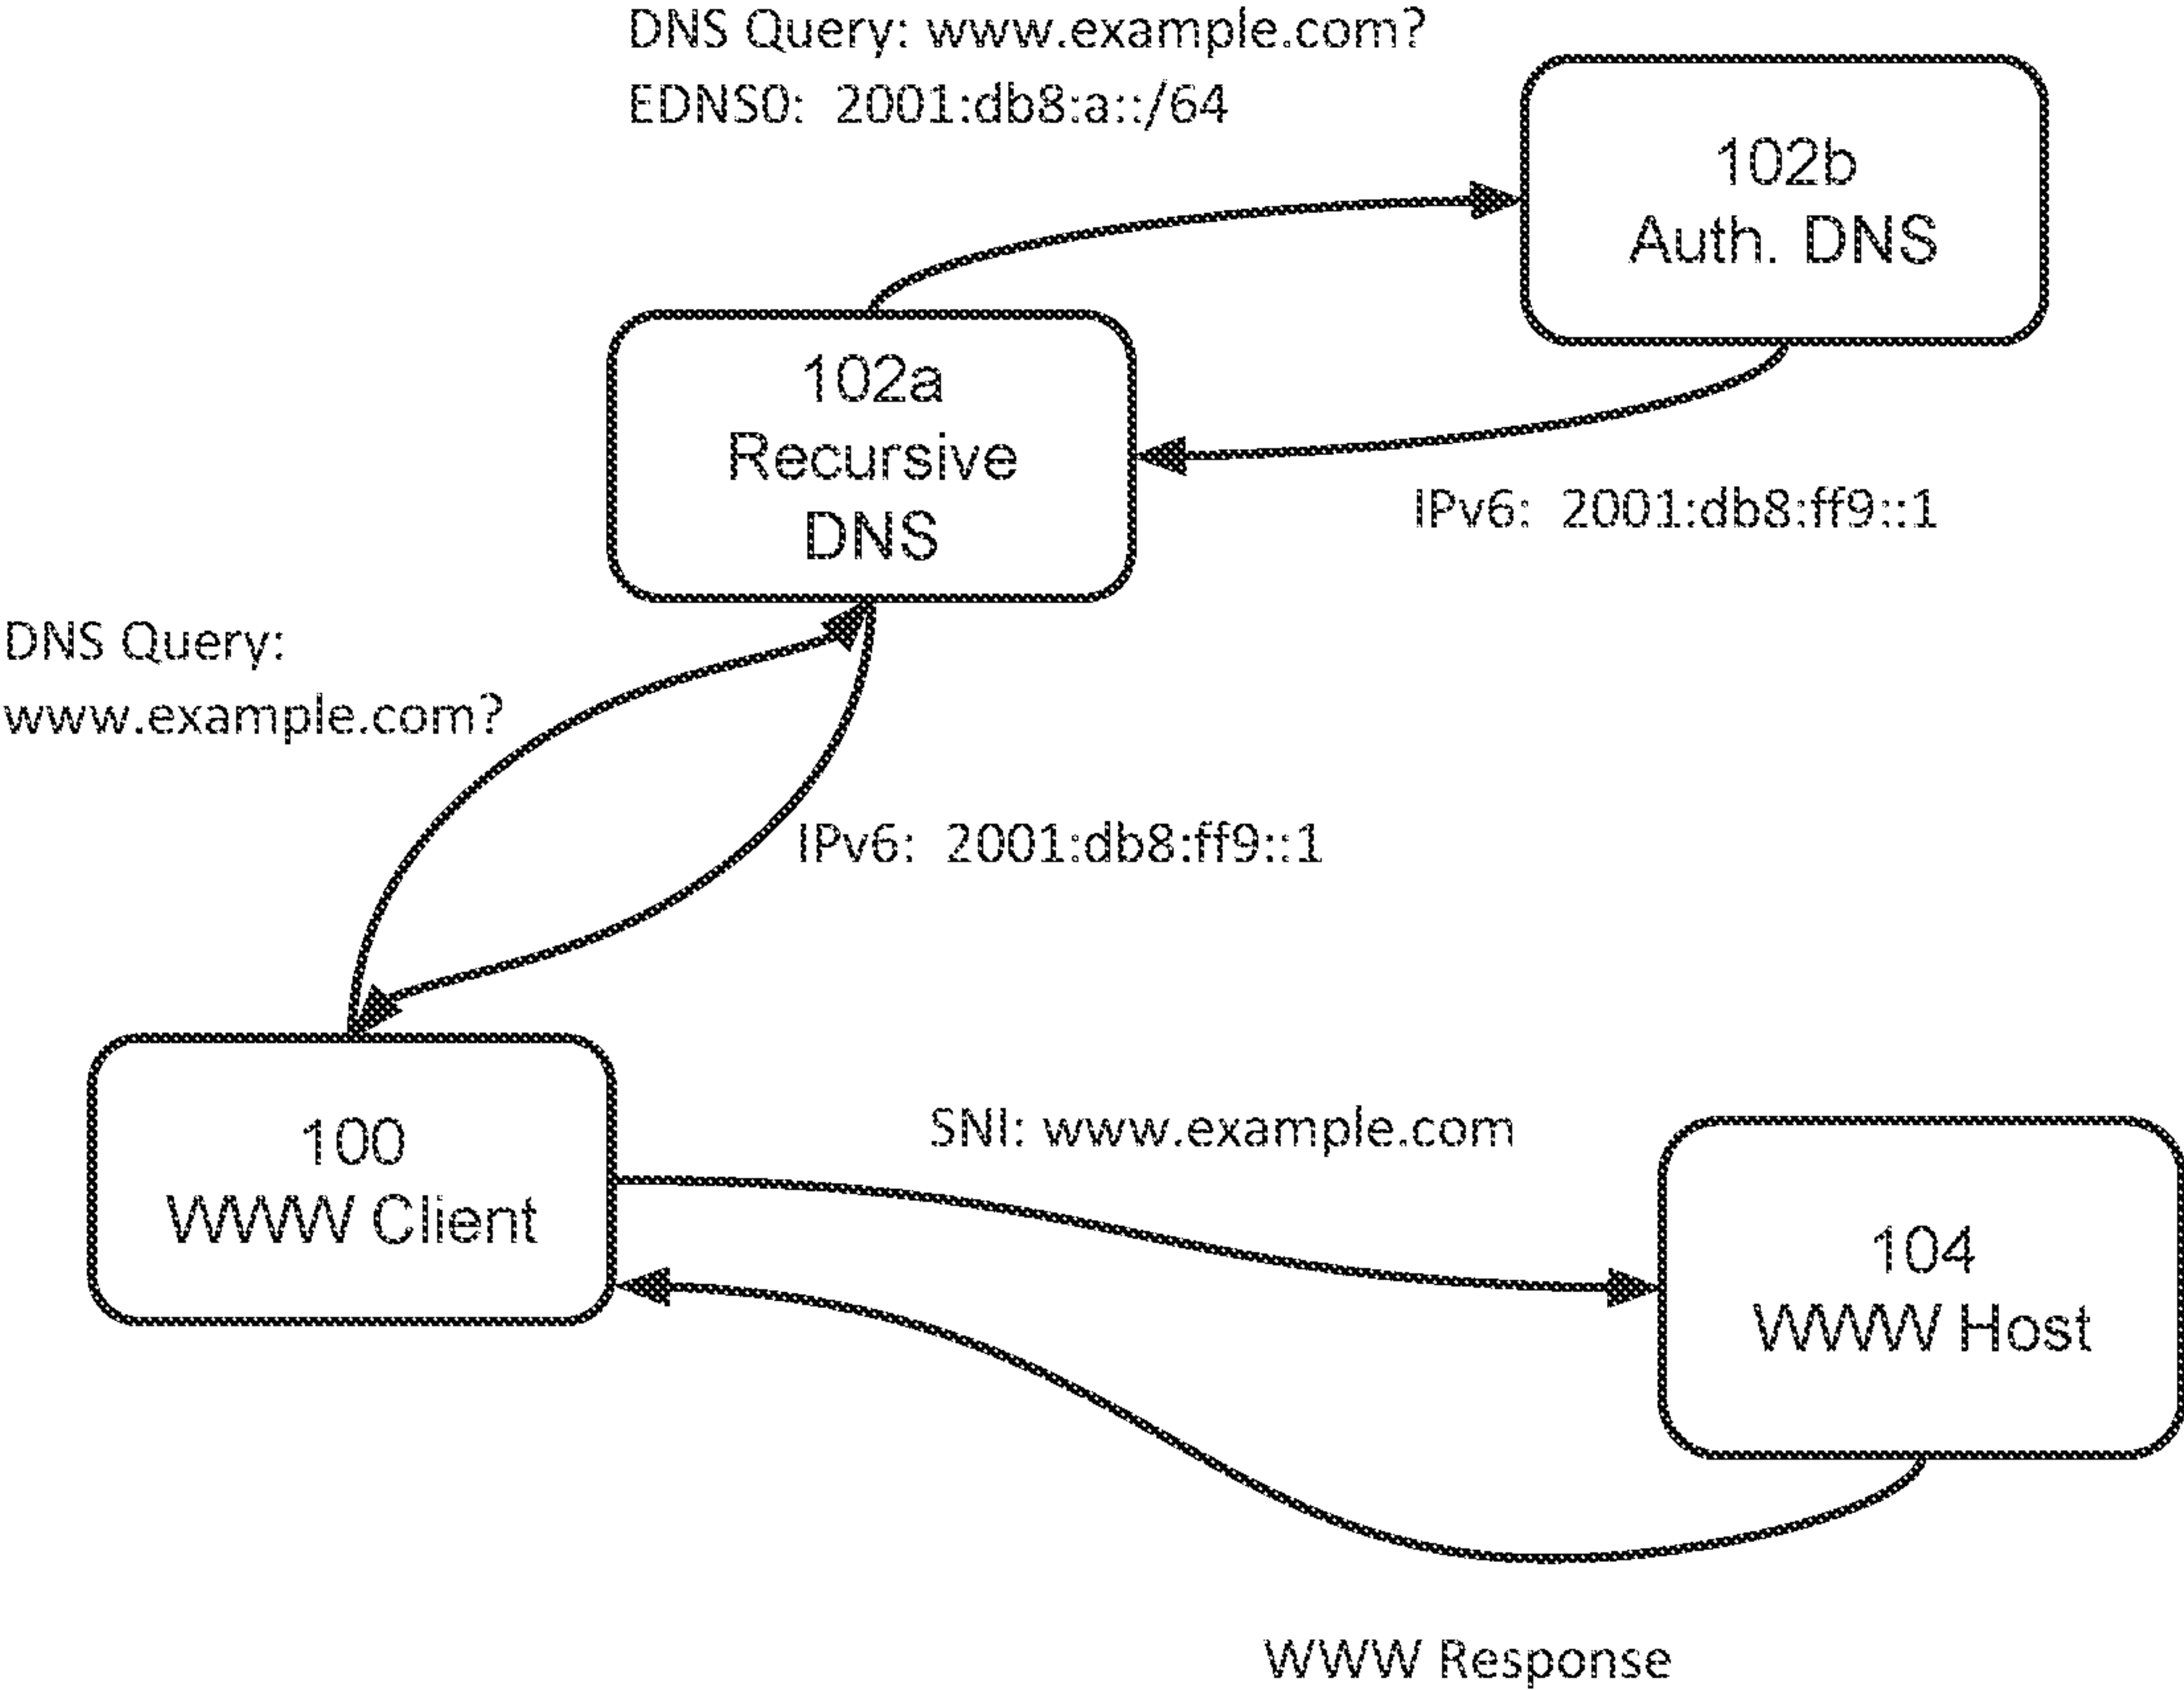 DNS Query: www.example.com?
EDNS0: 2001:db8:a::/64
102b
Auth. DNS
102a
Recursive
DNS
IPv6: 2001:db8:ff9::1
DNS Query:
www.example.com?
IPv6: 2001:db8:ff9::1
100
WWW Client
SNI: www.example.com
104
WWW Host
WWW Response